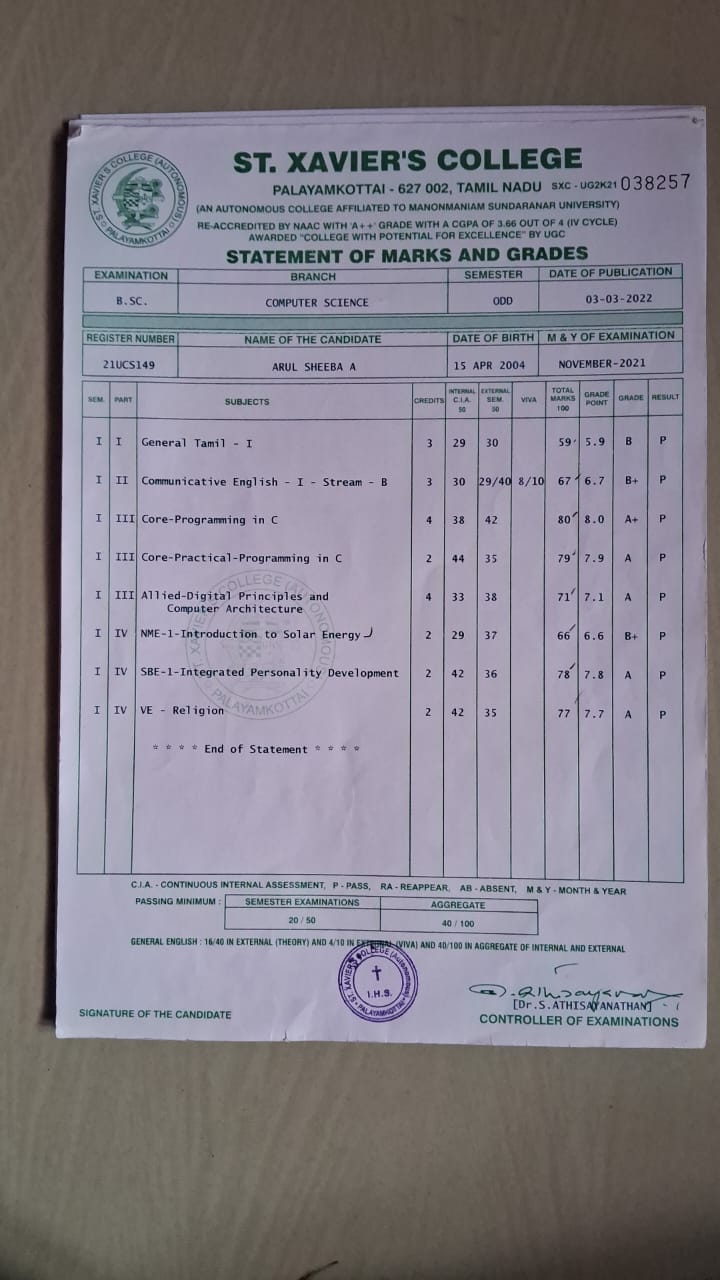 ST. XAVIER'S COLLEGE
PALAYAMKOTTAI - 627 002, TAMIL NADU SXC - UG2K21 038257
(AN AUTONOMOUS COLLEGE AFFILIATED TO MANONMANIAM SUNDARANAR UNIVERSITY)
RE-ACCREDITED BY NAAC WITH 'A++' GRADE WITH A CGPA OF 3.66 OUT OF 4 (IV CYCLE)
AWARDED "COLLEGE WITH POTENTIAL FOR EXCELLENCE" BY UGC
STATEMENT OF MARKS AND GRADES
EXAMINATION BRANCH SEMESTER DATE OF PUBLICATION
B.SC. COMPUTER SCIENCE ODD 03-03-2022
REGISTER NUMBER NAME OF THE CANDIDATE DATE OF BIRTH M & Y OF EXAMINATION
21UCS149 ARUL SHEEBA A 15 APR 2004 NOVEMBER-2021
SEM. PART SUBJECTS CREDITS INTERNAL C.I.A. 50 EXTERNAL SEM. 50 VIVA TOTAL MARKS 100 GRADE POINT GRADE RESULT
I I General Tamil - I 3 29 30 59 5.9 B P
I II Communicative English - I - Stream - B 3 30 29/40 8/10 67 6.7 B+ P
I III Core-Programming in C 4 38 42 80 8.0 A+ P
I III Core-Practical-Programming in C 2 44 35 79 7.9 A P
I III Allied-Digital Principles and 4 33 38 71 7.1 A P
Computer Architecture
I IV NME-1-Introduction to Solar Energy 2 29 37 66 6.6 B+ P
I IV SBE-1-Integrated Personality Development 2 42 36 78 7.8 A P
I IV VE - Religion 2 42 35 77 7.7 A P
* * * * End of Statement * * * *
C.I.A. - CONTINUOUS INTERNAL ASSESSMENT, P - PASS, RA - REAPPEAR, AB - ABSENT, M & Y - MONTH & YEAR
PASSING MINIMUM : SEMESTER EXAMINATIONS AGGREGATE
20 / 50 40 / 100
GENERAL ENGLISH : 16/40 IN EXTERNAL (THEORY) AND 4/10 IN EXTERNAL (VIVA) AND 40/100 IN AGGREGATE OF INTERNAL AND EXTERNAL
ST. XAVIER'S COLLEGE (Autonomous) PALAYAMKOTTAI
I.H.S.
[Dr.S.ATHISAYANATHAN]
SIGNATURE OF THE CANDIDATE CONTROLLER OF EXAMINATIONS